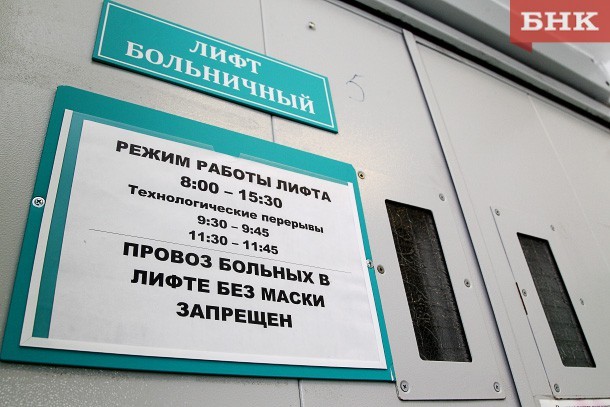 БНК
ЛИФТ
БОЛЬНИЧНЫЙ
5
РЕЖИМ РАБОТЫ ЛИФТА
8:00 – 15:30
Технологические перерывы
9:30 – 9:45
11:30 – 11:45
ПРОВОЗ БОЛЬНЫХ В
ЛИФТЕ БЕЗ МАСКИ
ЗАПРЕЩЕН